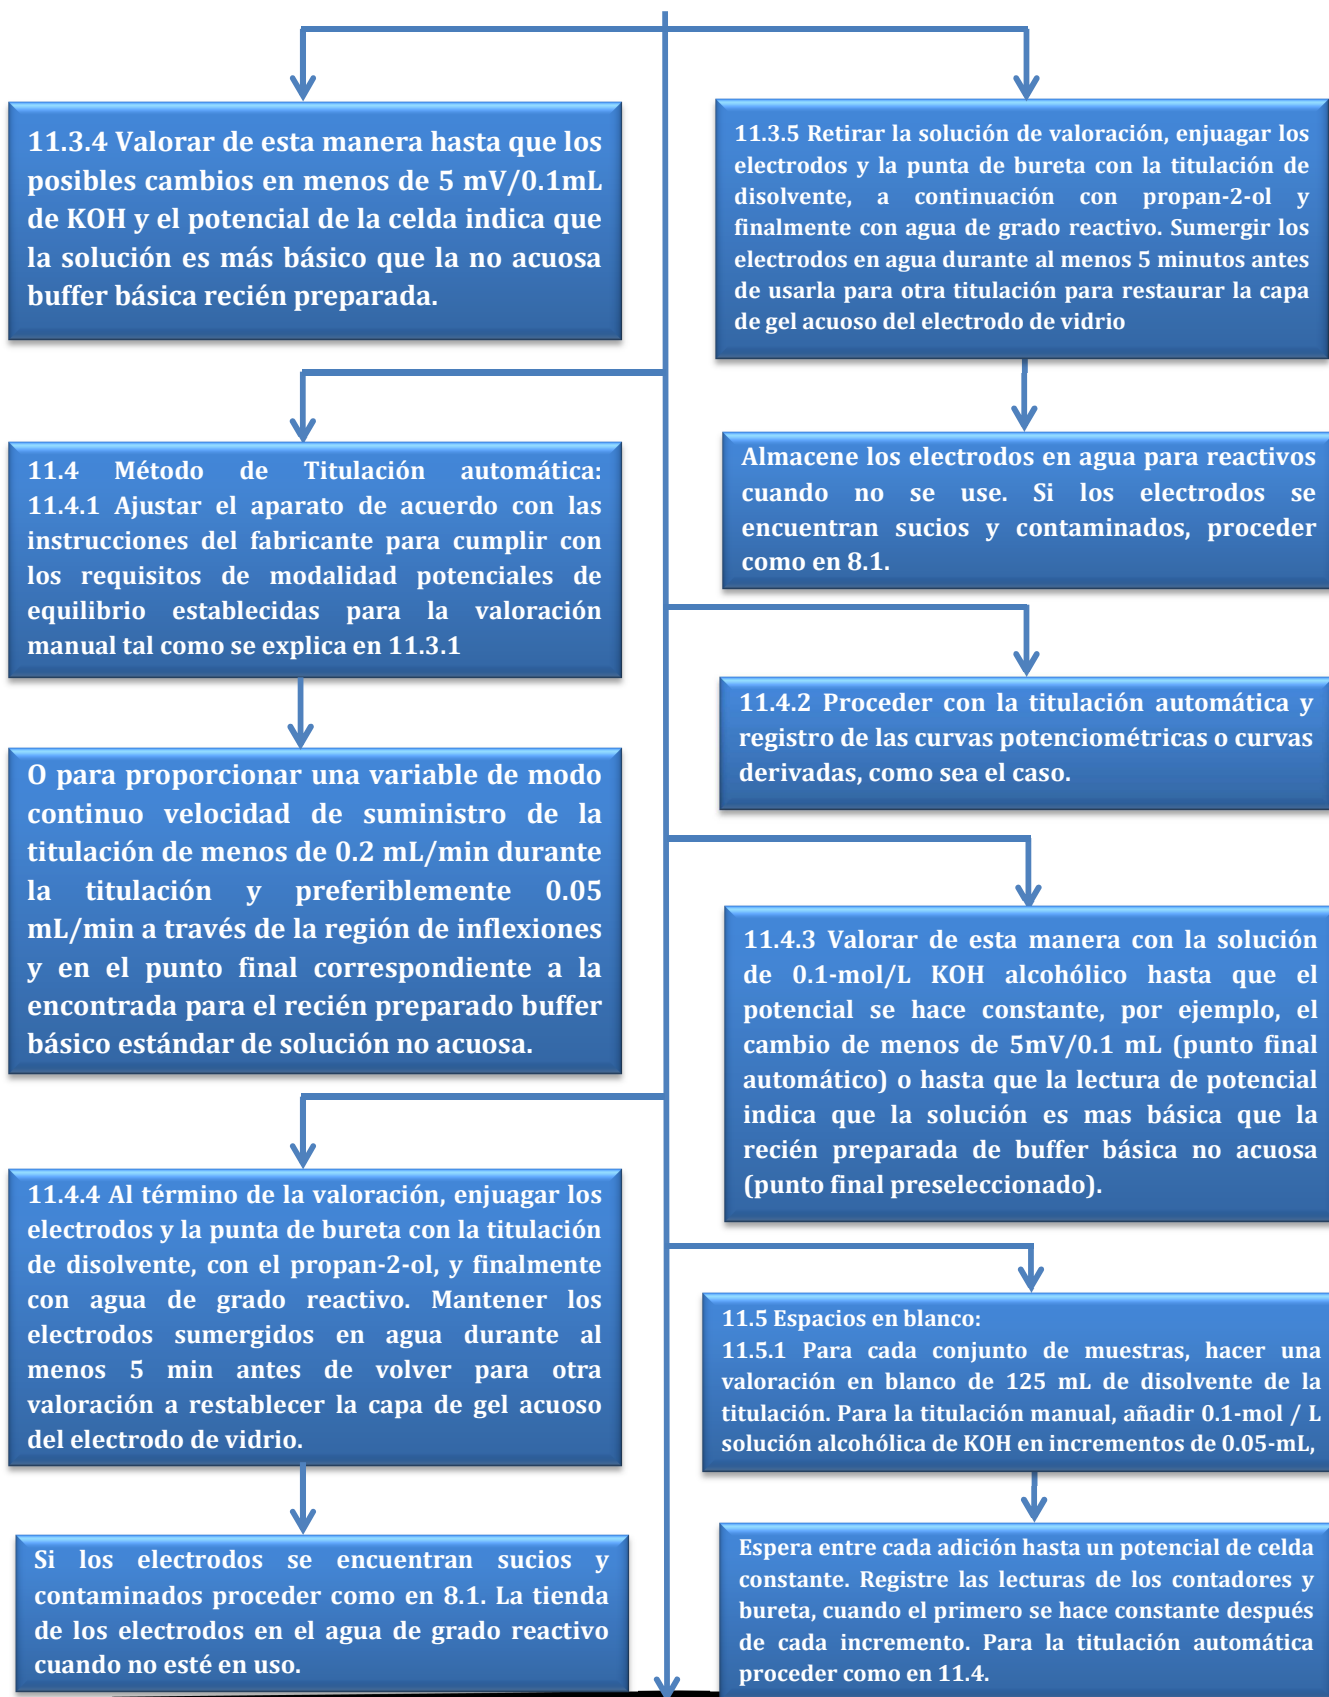 11.3.4 Valorar de esta manera hasta que los
posibles cambios en menos de 5 mV/0.1mL
de KOH y el potencial de la celda indica que
la solución es más básico que la no acuosa
buffer básica recién preparada.
11.3.5 Retirar la solución de valoración, enjuagar los
electrodos y la punta de bureta con la titulación de
disolvente, a continuación con propan-2-ol y
finalmente con agua de grado reactivo. Sumergir los
electrodos en agua durante al menos 5 minutos antes
de usarla para otra titulación para restaurar la capa
de gel acuoso del electrodo de vidrio
Almacene los electrodos en agua para reactivos
cuando no se use. Si los electrodos se
encuentran sucios y contaminados, proceder
como en 8.1.
11.4 Método de Titulación automática:
11.4.1 Ajustar el aparato de acuerdo con las
instrucciones del fabricante para cumplir con
los requisitos de modalidad potenciales de
equilibrio establecidas para la valoración
manual tal como se explica en 11.3.1
O para proporcionar una variable de modo
continuo velocidad de suministro de la
titulación de menos de 0.2 mL/min durante
la titulación y preferiblemente 0.05
mL/min a través de la región de inflexiones
y en el punto final correspondiente a la
encontrada para el recién preparado buffer
básico estándar de solución no acuosa.
11.4.2 Proceder con la titulación automática y
registro de las curvas potenciométricas o curvas
derivadas, como sea el caso.
11.4.3 Valorar de esta manera con la solución
de 0.1-mol/L KOH alcohólico hasta que el
potencial se hace constante, por ejemplo, el
cambio de menos de 5mV/0.1 mL (punto final
automático) o hasta que la lectura de potencial
indica que la solución es mas básica que la
recién preparada de buffer básica no acuosa
(punto final preseleccionado).
11.4.4 Al término de la valoración, enjuagar los
electrodos y la punta de bureta con la titulación
de disolvente, con el propan-2-ol, y finalmente
con agua de grado reactivo. Mantener los
electrodos sumergidos en agua durante al
menos 5 min antes de volver para otra
valoración a restablecer la capa de gel acuoso
del electrodo de vidrio.
Si los electrodos se encuentran sucios y
contaminados proceder como en 8.1. La tienda
de los electrodos en el agua de grado reactivo
cuando no esté en uso.
11.5 Espacios en blanco:
11.5.1 Para cada conjunto de muestras, hacer una
valoración en blanco de 125 mL de disolvente de la
titulación. Para la titulación manual, añadir 0.1-mol / L
solución alcohólica de KOH en incrementos de 0.05-mL,
Espera entre cada adición hasta un potencial de celda
constante. Registre las lecturas de los contadores y
bureta, cuando el primero se hace constante después
de cada incremento. Para la titulación automática
proceder como en 11.4.